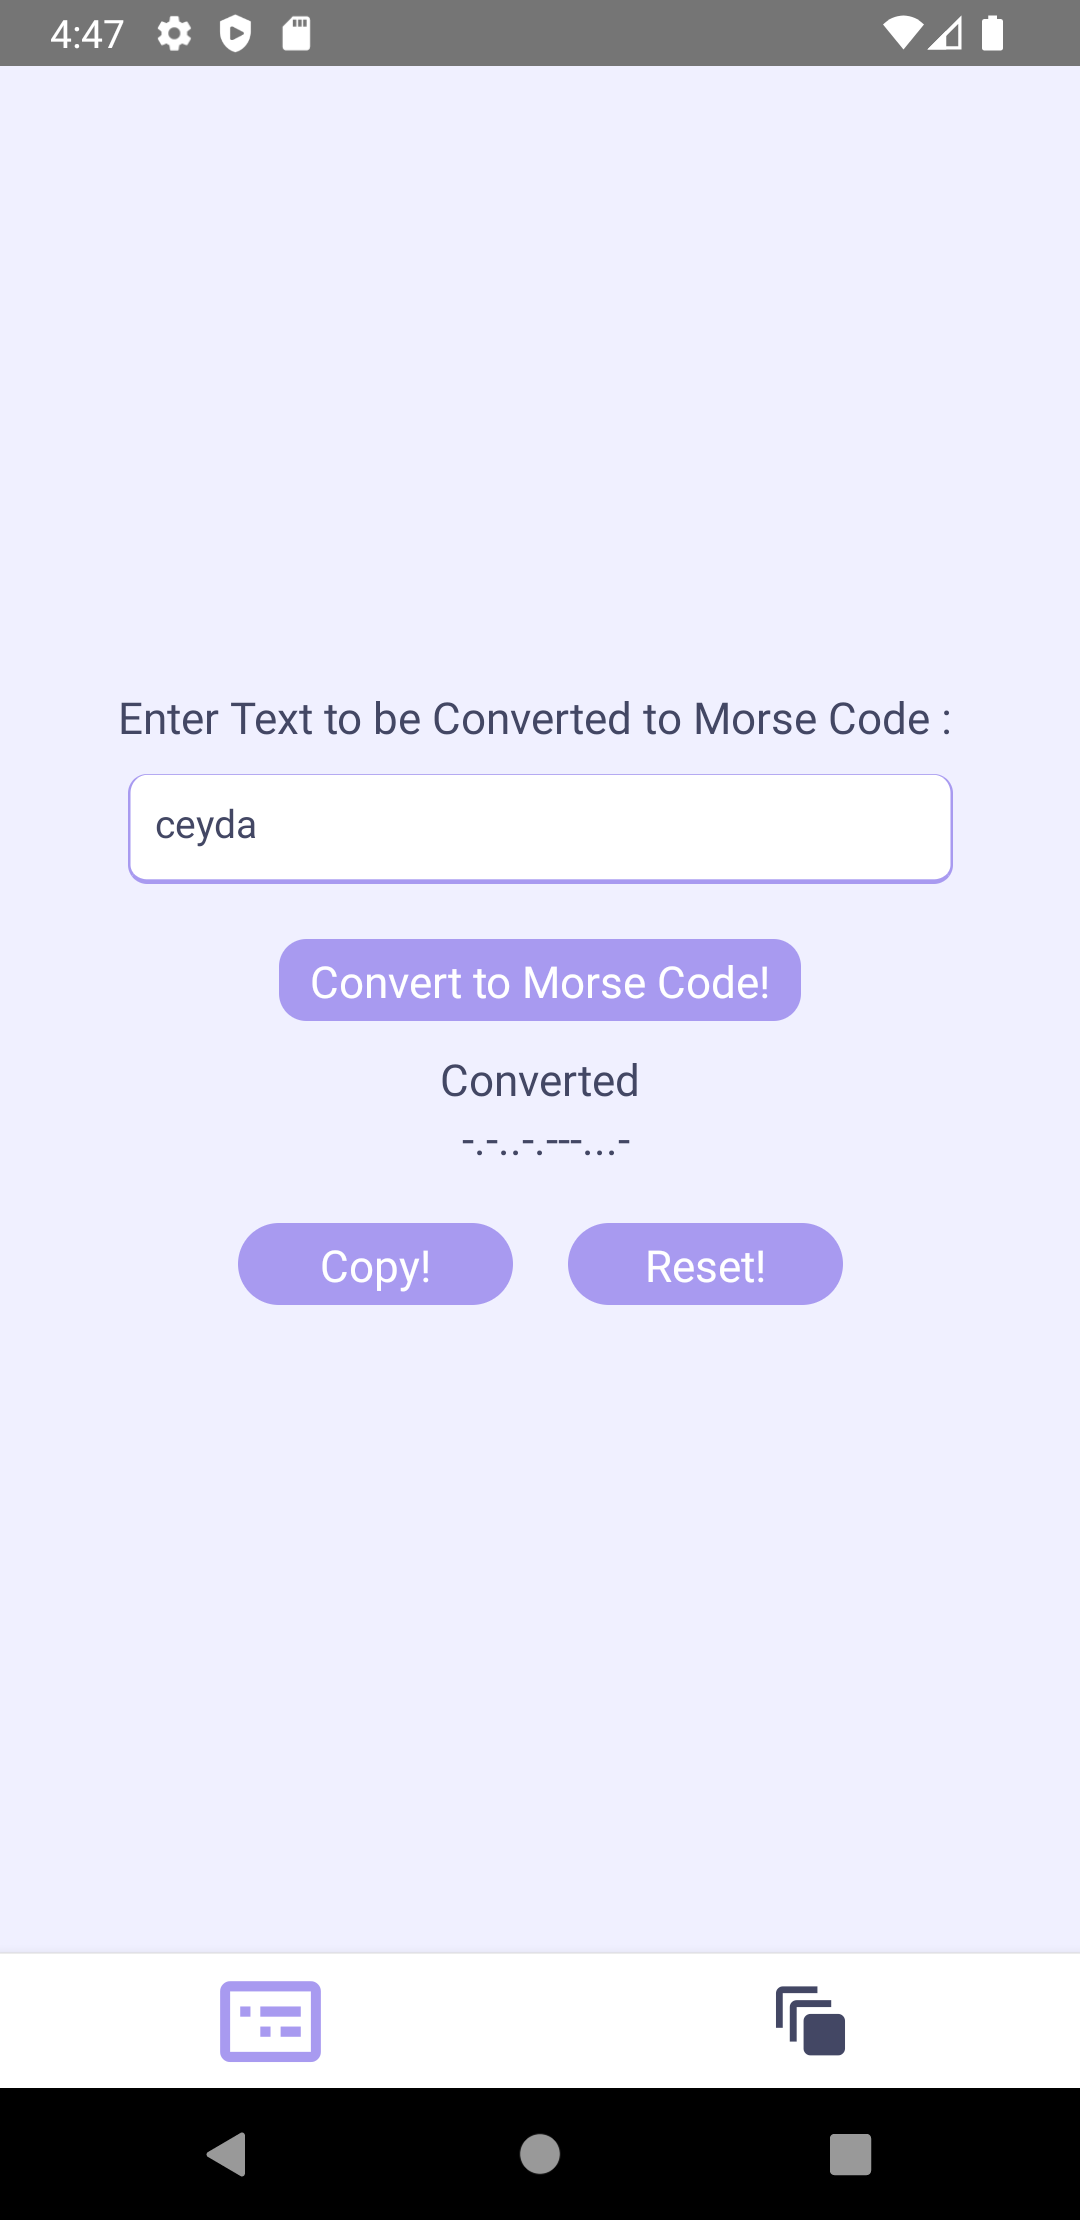 4:47
Enter Text to be Converted to Morse Code :
ceyda
Convert to Morse Code!
Converted
-.-..-.---...-
Copy!
Reset!